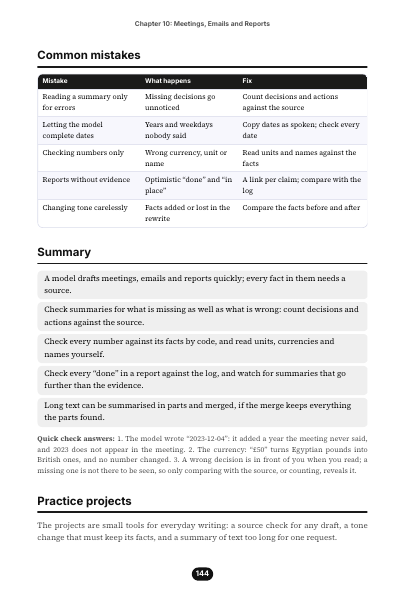 Chapter 10: Meetings, Emails and Reports
Common mistakes
Mistake What happens Fix
Reading a summary only for errors Missing decisions go unnoticed Count decisions and actions against the source
Letting the model complete dates Years and weekdays nobody said Copy dates as spoken; check every date
Checking numbers only Wrong currency, unit or name Read units and names against the facts
Reports without evidence Optimistic “done” and “in place” A link per claim; compare with the log
Changing tone carelessly Facts added or lost in the rewrite Compare the facts before and after
Summary
A model drafts meetings, emails and reports quickly; every fact in them needs a
source.
Check summaries for what is missing as well as what is wrong: count decisions and
actions against the source.
Check every number against its facts by code, and read units, currencies and
names yourself.
Check every “done” in a report against the log, and watch for summaries that go
further than the evidence.
Long text can be summarised in parts and merged, if the merge keeps everything
the parts found.
Quick check answers: 1. The model wrote “2023-12-04”: it added a year the meeting never said,
and 2023 does not appear in the meeting. 2. The currency: “£50” turns Egyptian pounds into
British ones, and no number changed. 3. A wrong decision is in front of you when you read; a
missing one is not there to be seen, so only comparing with the source, or counting, reveals it.
Practice projects
The projects are small tools for everyday writing: a source check for any draft, a tone
change that must keep its facts, and a summary of text too long for one request.
144